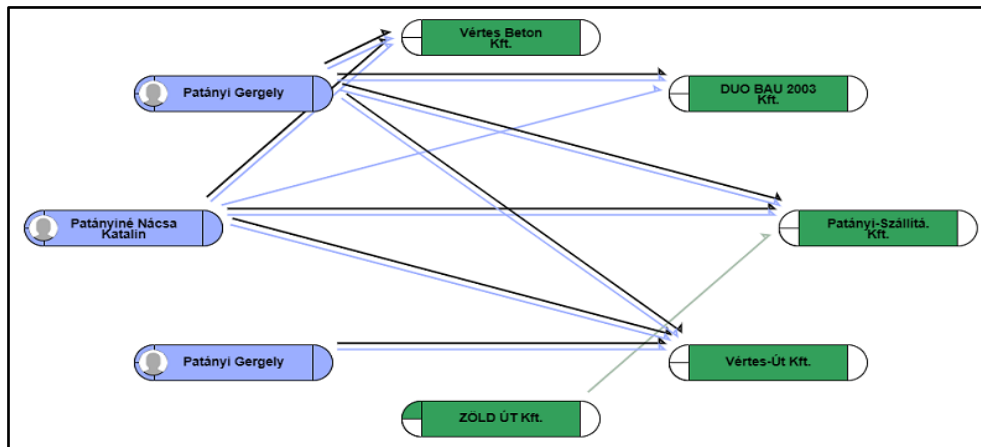 Vértes Beton
Kft.
Patányi Gergely
DUO BAU 2003
Kft.
Patányiné Nácsa
Katalin
Patányi-Szállítá.
Kft.
Patányi Gergely
Vértes-Út Kft.
ZÖLD ÚT Kft.